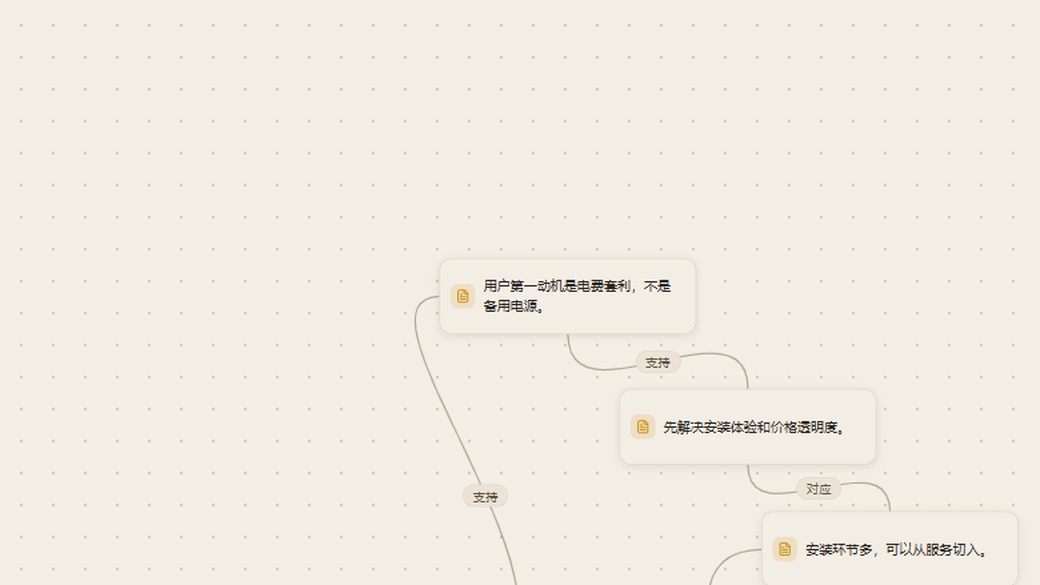 用户第一动机是电费套利，不是
备用电源。
支持
先解决安装体验和价格透明度。
对应
支持
安装环节多，可以从服务切入。